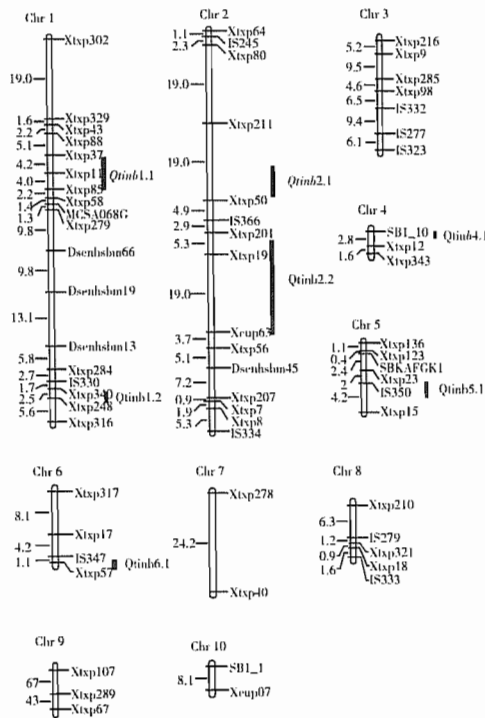 Chr 1
Xtxp302
19.0
1.6 Xtxp329
2.2 Xtxp43
5.1 Xtxp88
Xtxp37
4.2
Xtxp11 Qtinb1.1
4.0
2.2 Xtxp85
1.4 Xtxp58
1.3 MGSA068G
Xtxp279
9.8
Dsenhsbm66
9.8
Dsenhsbm19
13.1
Dsenhsbm13
5.8
Xtxp284
2.7 IS330
1.7 Xtxp340 Qtinb1.2
2.5 Xtxp248
5.6 Xtxp316
Chr 2
1.1 Xtxp64
2.3 IS245
Xtxp80
19.0
Xtxp211
19.0
Qtinb2.1
Xtxp50
4.9
IS366
2.9
Xtxp201
5.3
Xtxp19
Qtinb2.2
19.0
Xcup63
3.7
Xtxp56
5.1
Dsenhsbm45
7.2
0.9 Xtxp207
1.9 Xtxp7
5.3 Xtxp8
IS334
Chr 3
5.2 Xtxp216
Xtxp9
9.5
Xtxp285
4.6
Xtxp98
6.5
IS332
9.4
IS277
6.1
IS323
Chr 4
SB1_10 Qtinb4.1
2.8
Xtxp12
1.6
Xtxp343
Chr 5
1.1 Xtxp136
0.4 Xtxp123
2.4 SBKAFGK1
2 Xtxp23
4.2 IS350 Qtinb5.1
Xtxp15
Chr 6
Xtxp317
8.1
Xtxp17
4.2
1.1 IS347
Xtxp57 Qtinb6.1
Chr 7
Xtxp278
24.2
Xtxp40
Chr 8
Xtxp210
6.3
IS279
1.2 Xtxp321
0.9 Xtxp18
1.6 IS333
Chr 9
Xtxp107
67
Xtxp289
43
Xtxp67
Chr 10
SB1_1
8.1
Xcup07